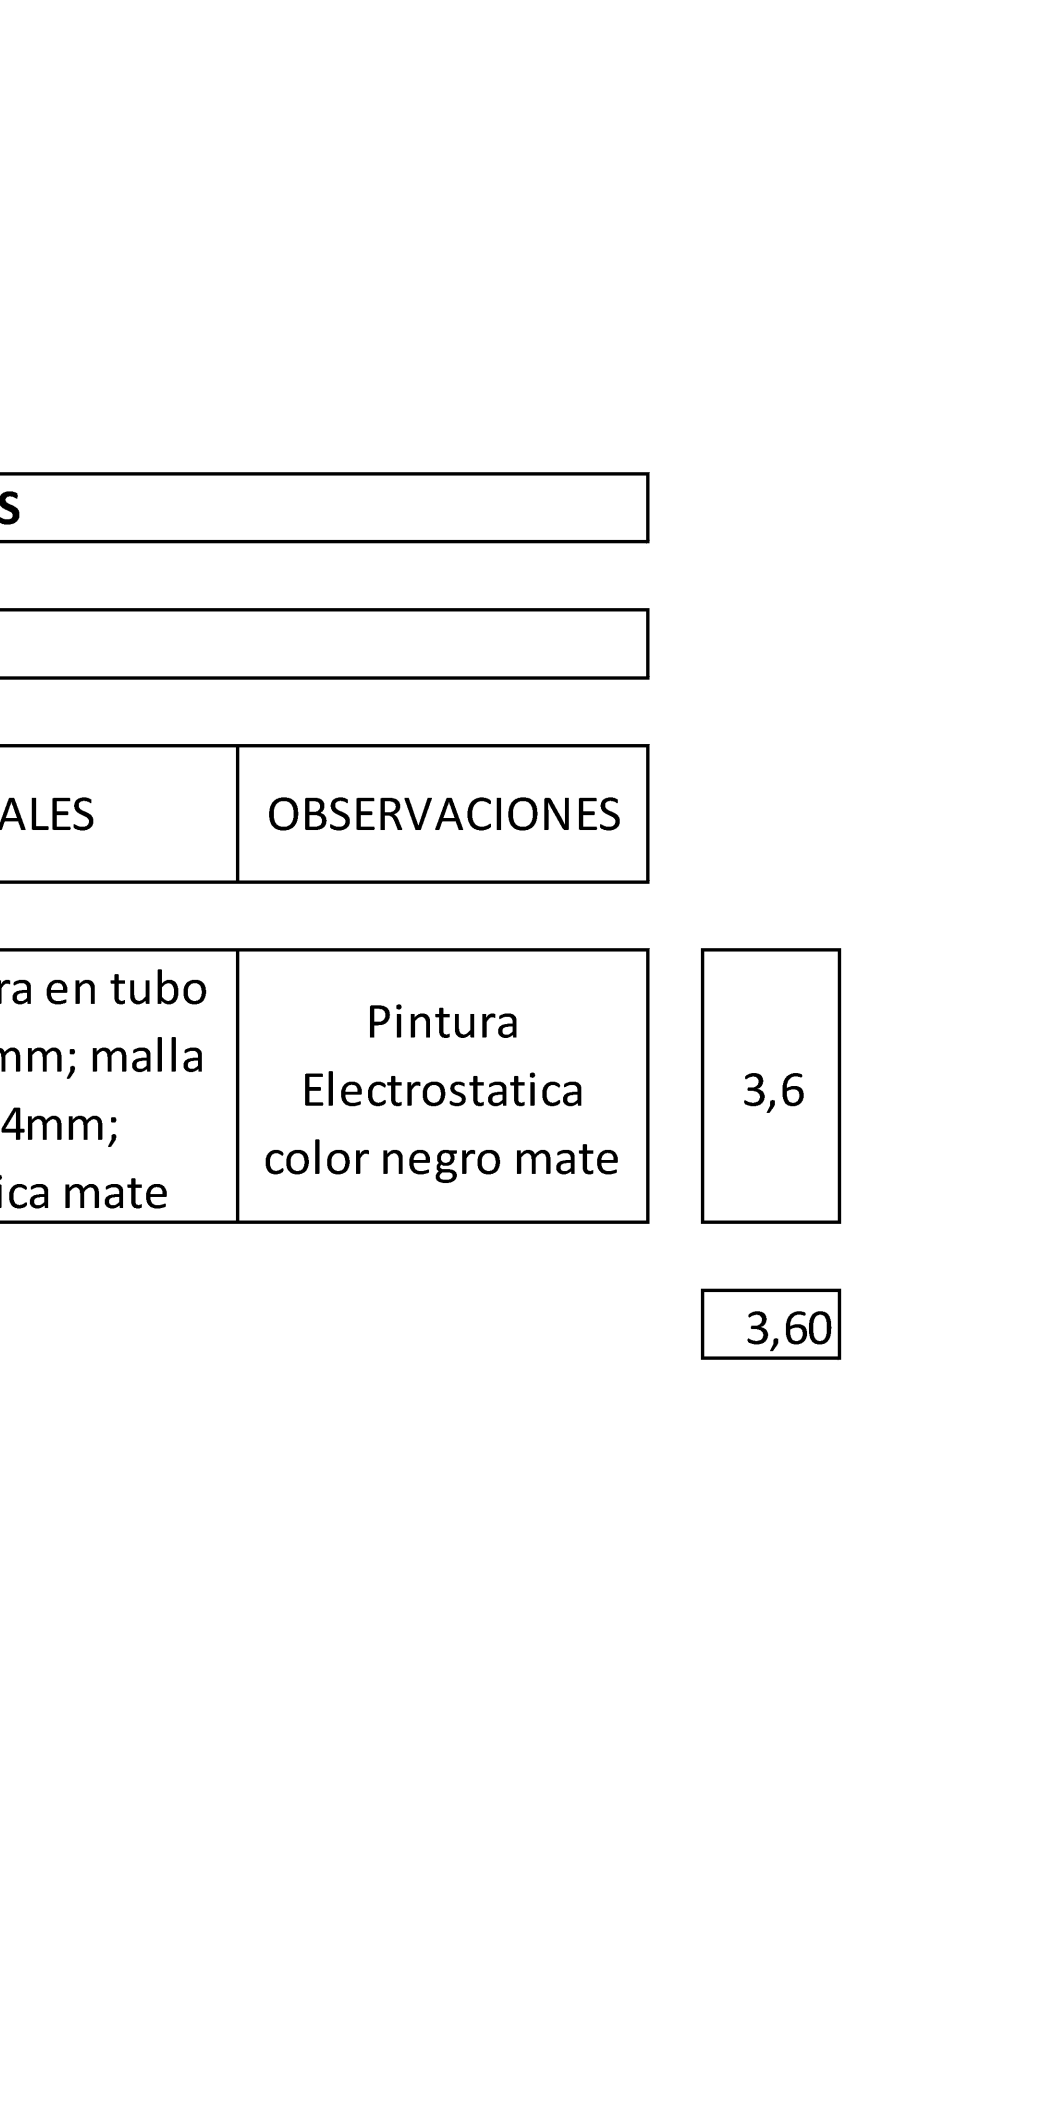 S
ALES
OBSERVACIONES
ra en tubo
mm; malla
4mm;
ica mate
Pintura
Electrostatica
color negro mate
3,6
3,60